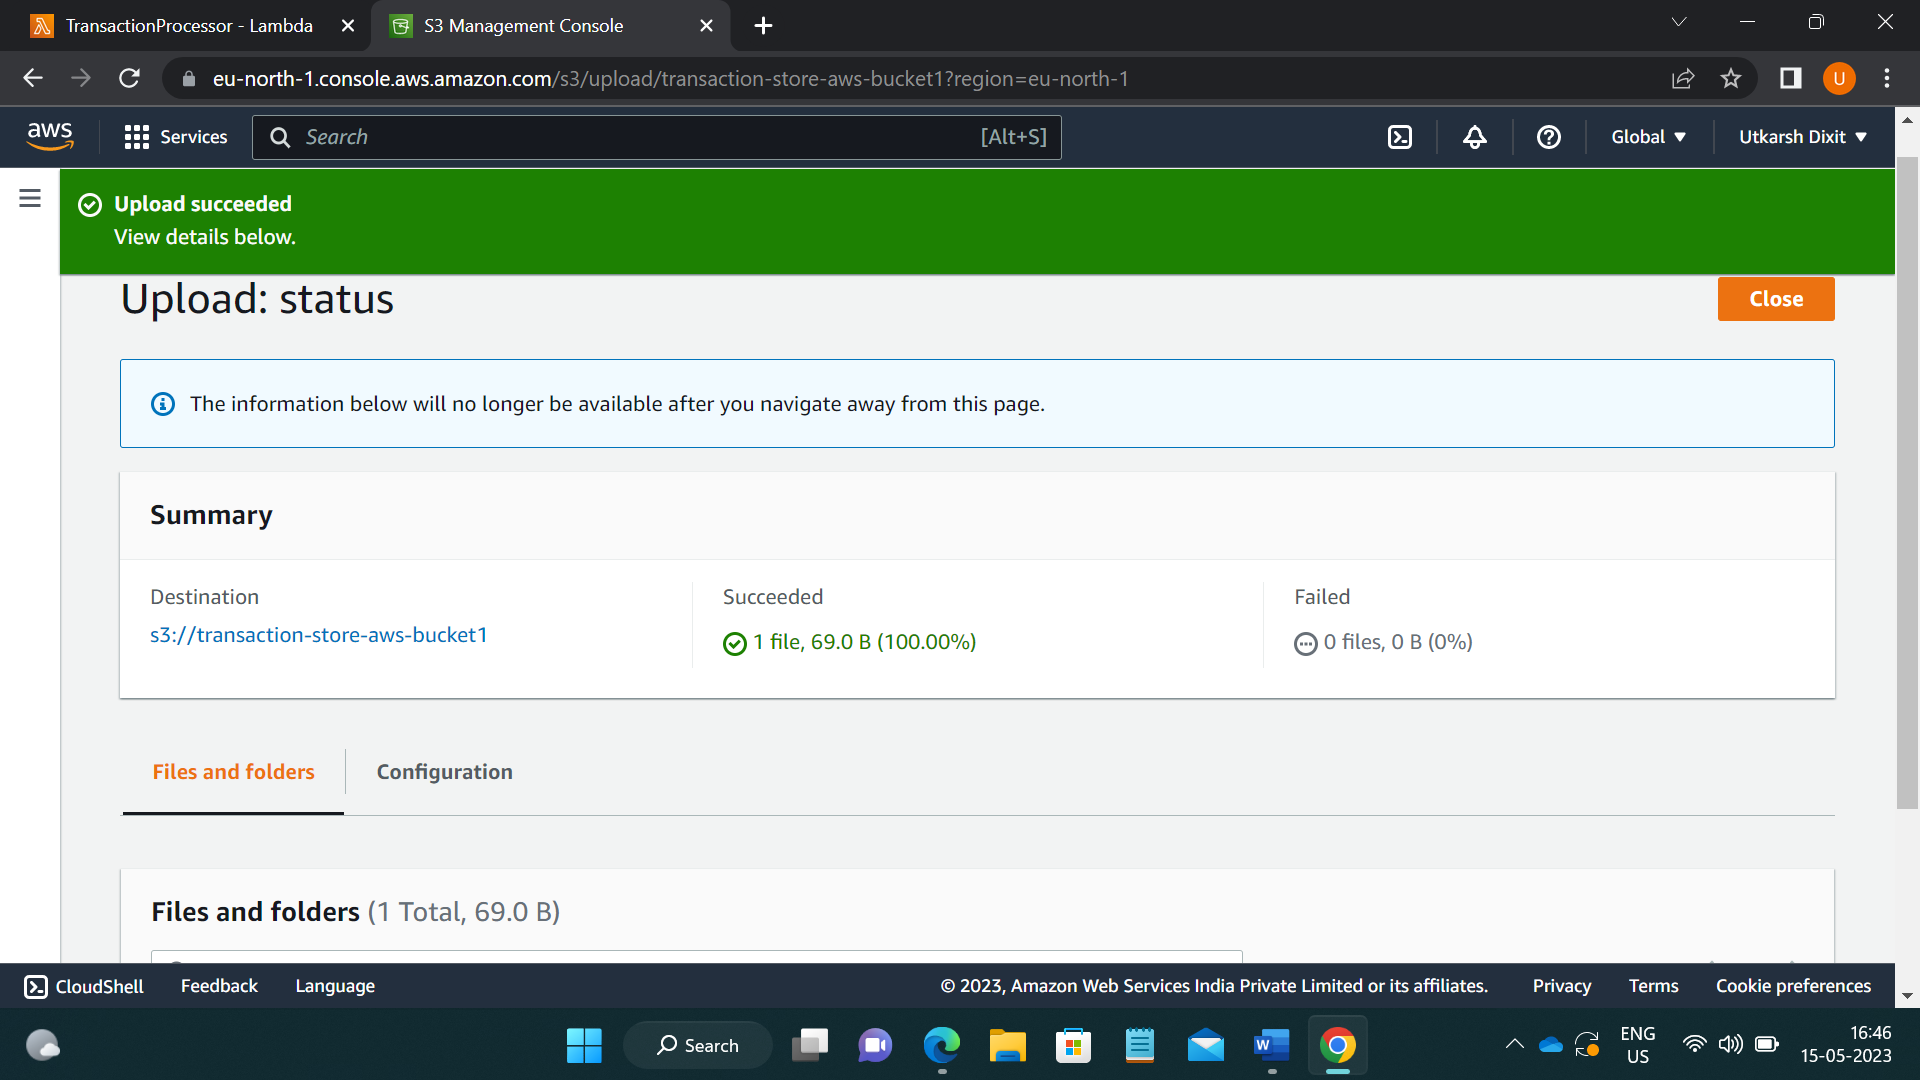 TransactionProcessor - Lambda
S3 Management Console
eu-north-1.console.aws.amazon.com/s3/upload/transaction-store-aws-bucket1?region=eu-north-1
U
aws
Services
Search
[Alt+S]
Global
Utkarsh Dixit
Upload succeeded
View details below.
Upload: status
Close
The information below will no longer be available after you navigate away from this page.
Summary
Destination
s3://transaction-store-aws-bucket1
Succeeded
1 file, 69.0 B (100.00%)
Failed
0 files, 0 B (0%)
Files and folders
Configuration
Files and folders (1 Total, 69.0 B)
CloudShell
Feedback
Language
© 2023, Amazon Web Services India Private Limited or its affiliates.
Privacy
Terms
Cookie preferences
Search
W
ENG
US
16:46
15-05-2023